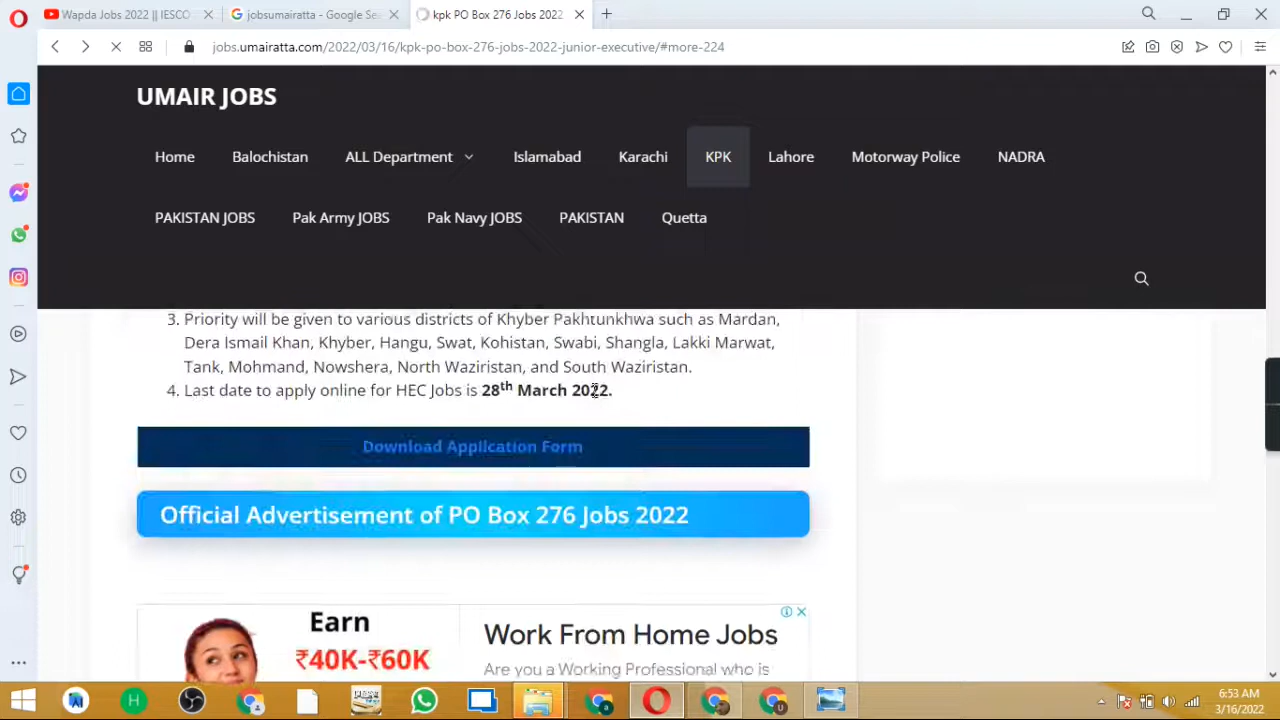 Wapda Jobs 2022 || IESCO
jobsumairatta - Google Sea
kpk PO Box 276 Jobs 2022
jobs.umairatta.com/2022/03/16/kpk-po-box-276-jobs-2022-junior-executive/#more-224
UMAIR JOBS
Home Balochistan ALL Department Islamabad Karachi KPK Lahore Motorway Police NADRA
PAKISTAN JOBS Pak Army JOBS Pak Navy JOBS PAKISTAN Quetta
3. Priority will be given to various districts of Khyber Pakhtunkhwa such as Mardan,
Dera Ismail Khan, Khyber, Hangu, Swat, Kohistan, Swabi, Shangla, Lakki Marwat,
Tank, Mohmand, Nowshera, North Waziristan, and South Waziristan.
4. Last date to apply online for HEC Jobs is 28th March 2022.
Download Application Form
Official Advertisement of PO Box 276 Jobs 2022
Earn
₹40K-₹60K
Work From Home Jobs
Are you a Working Professional who is
6:53 AM
3/16/2022